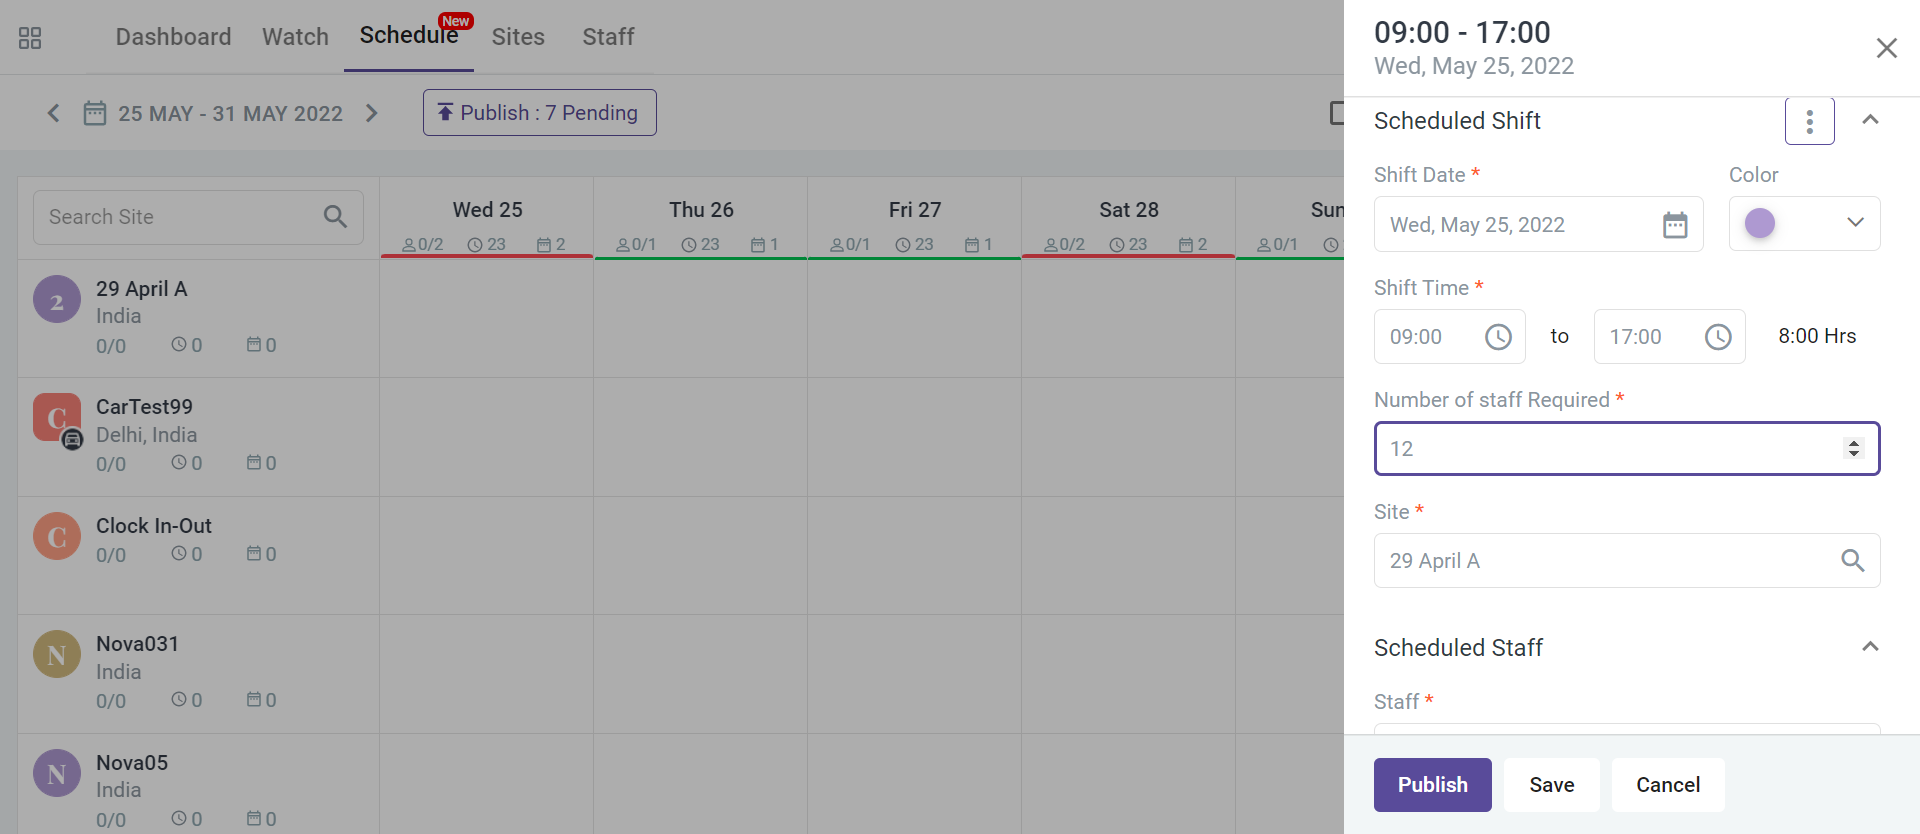 Dashboard Watch Schedule New Sites Staff
25 MAY - 31 MAY 2022 Publish : 7 Pending
Search Site
Wed 25 Thu 26 Fri 27 Sat 28 Sun
0/2 23 2 0/1 23 1 0/1 23 1 0/2 23 2 0/1
2 29 April A
India
0/0 0 0
C CarTest99
Delhi, India
0/0 0 0
C Clock In-Out
0/0 0 0
N Nova031
India
0/0 0 0
N Nova05
India
0/0 0 0
09:00 - 17:00
Wed, May 25, 2022
Scheduled Shift
Shift Date * Color
Wed, May 25, 2022
Shift Time *
09:00 to 17:00 8:00 Hrs
Number of staff Required *
12
Site *
29 April A
Scheduled Staff
Staff *
Publish Save Cancel